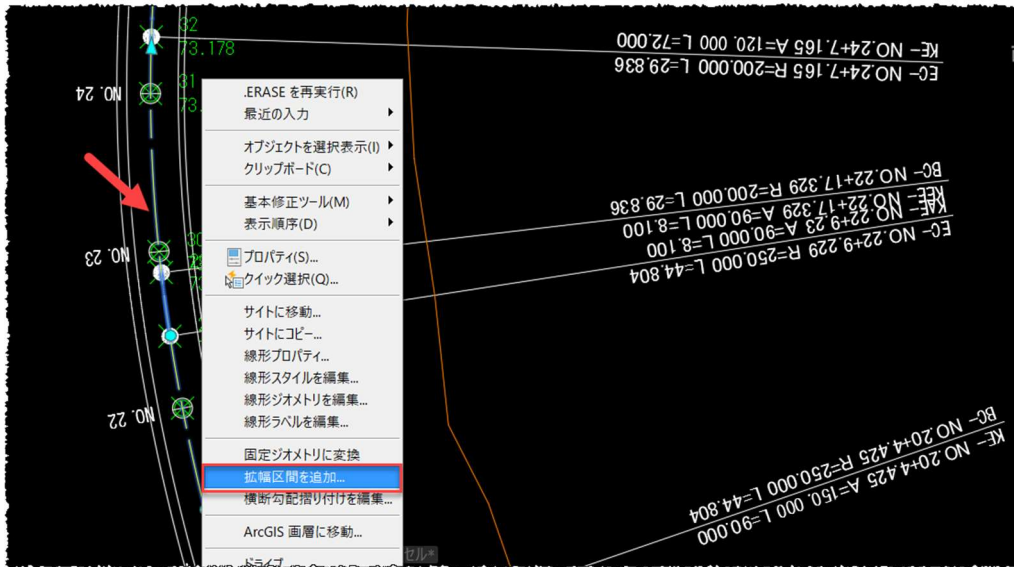 32
73.178
31
73.
NO. 24
KE- NO.24+7.165 A=120. 000 L=72.000
EC- NO.24+7.165 R=200.000 L=29.836
.ERASE を再実行(R)
最近の入力
オブジェクトを選択表示(I)
クリップボード(C)
基本修正ツール(M)
表示順序(D)
プロパティ(S)...
クイック選択(Q)...
サイトに移動...
サイトにコピー...
線形プロパティ...
線形スタイルを編集...
線形ジオメトリを編集...
線形ラベルを編集...
固定ジオメトリに変換
拡幅区間を追加...
横断勾配摺り付けを編集...
ArcGIS 画層に移動...
ドライブ
セル*
BC- NO.22+17.329 R=200.000 L=29.836
KEE- NO.22+17.329 A=90.000 L=8.100
KAE- NO.22+9.23 A=90.000 L=8.100
EC- NO.22+9.229 R=250.000 L=44.804
30
NO. 23
NO. 22
BC- NO.20+4.425 R=250.000 L=44.804
KE- NO.20+4.425 A=150. 000 L=90.000